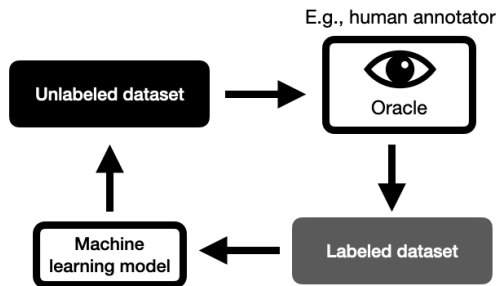 E.g., human annotator
Unlabeled dataset
Oracle
Machine
learning model
Labeled dataset